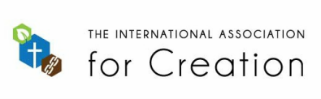 THE INTERNATIONAL ASSOCIATION
for Creation